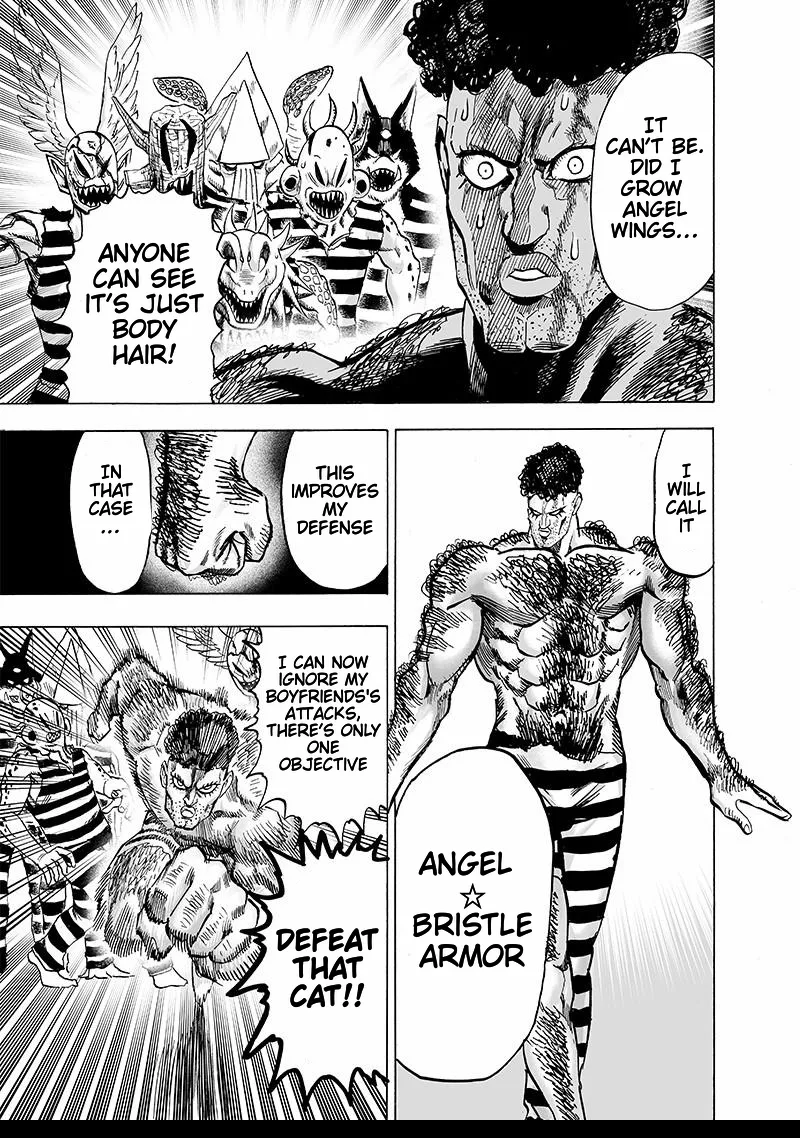 IT
CAN'T BE.
DID I
GROW
ANGEL
WINGS...
ANYONE
CAN SEE
IT'S JUST
BODY
HAIR!
I
WILL
CALL
IT
ANGEL
☆
BRISTLE
ARMOR
THIS
IMPROVES
MY
DEFENSE
IN
THAT
CASE
...
I CAN NOW
IGNORE MY
BOYFRIENDS'S
ATTACKS,
THERE'S ONLY
ONE
OBJECTIVE
DEFEAT
THAT
CAT!!